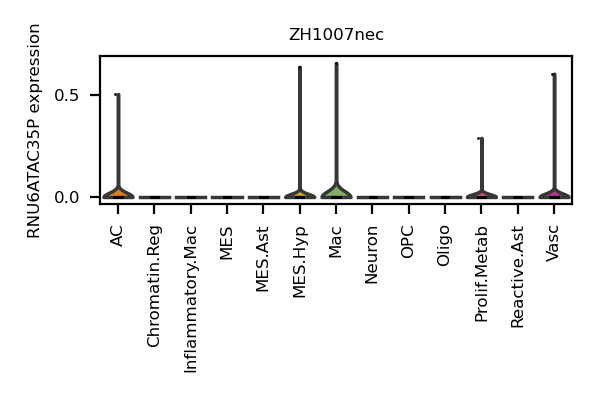 ZH1007nec
RNU6ATAC35P expression
0.5
0.0
AC
Chromatin.Reg
Inflammatory.Mac
MES
MES.Ast
MES.Hyp
Mac
Neuron
OPC
Oligo
Prolif.Metab
Reactive.Ast
Vasc